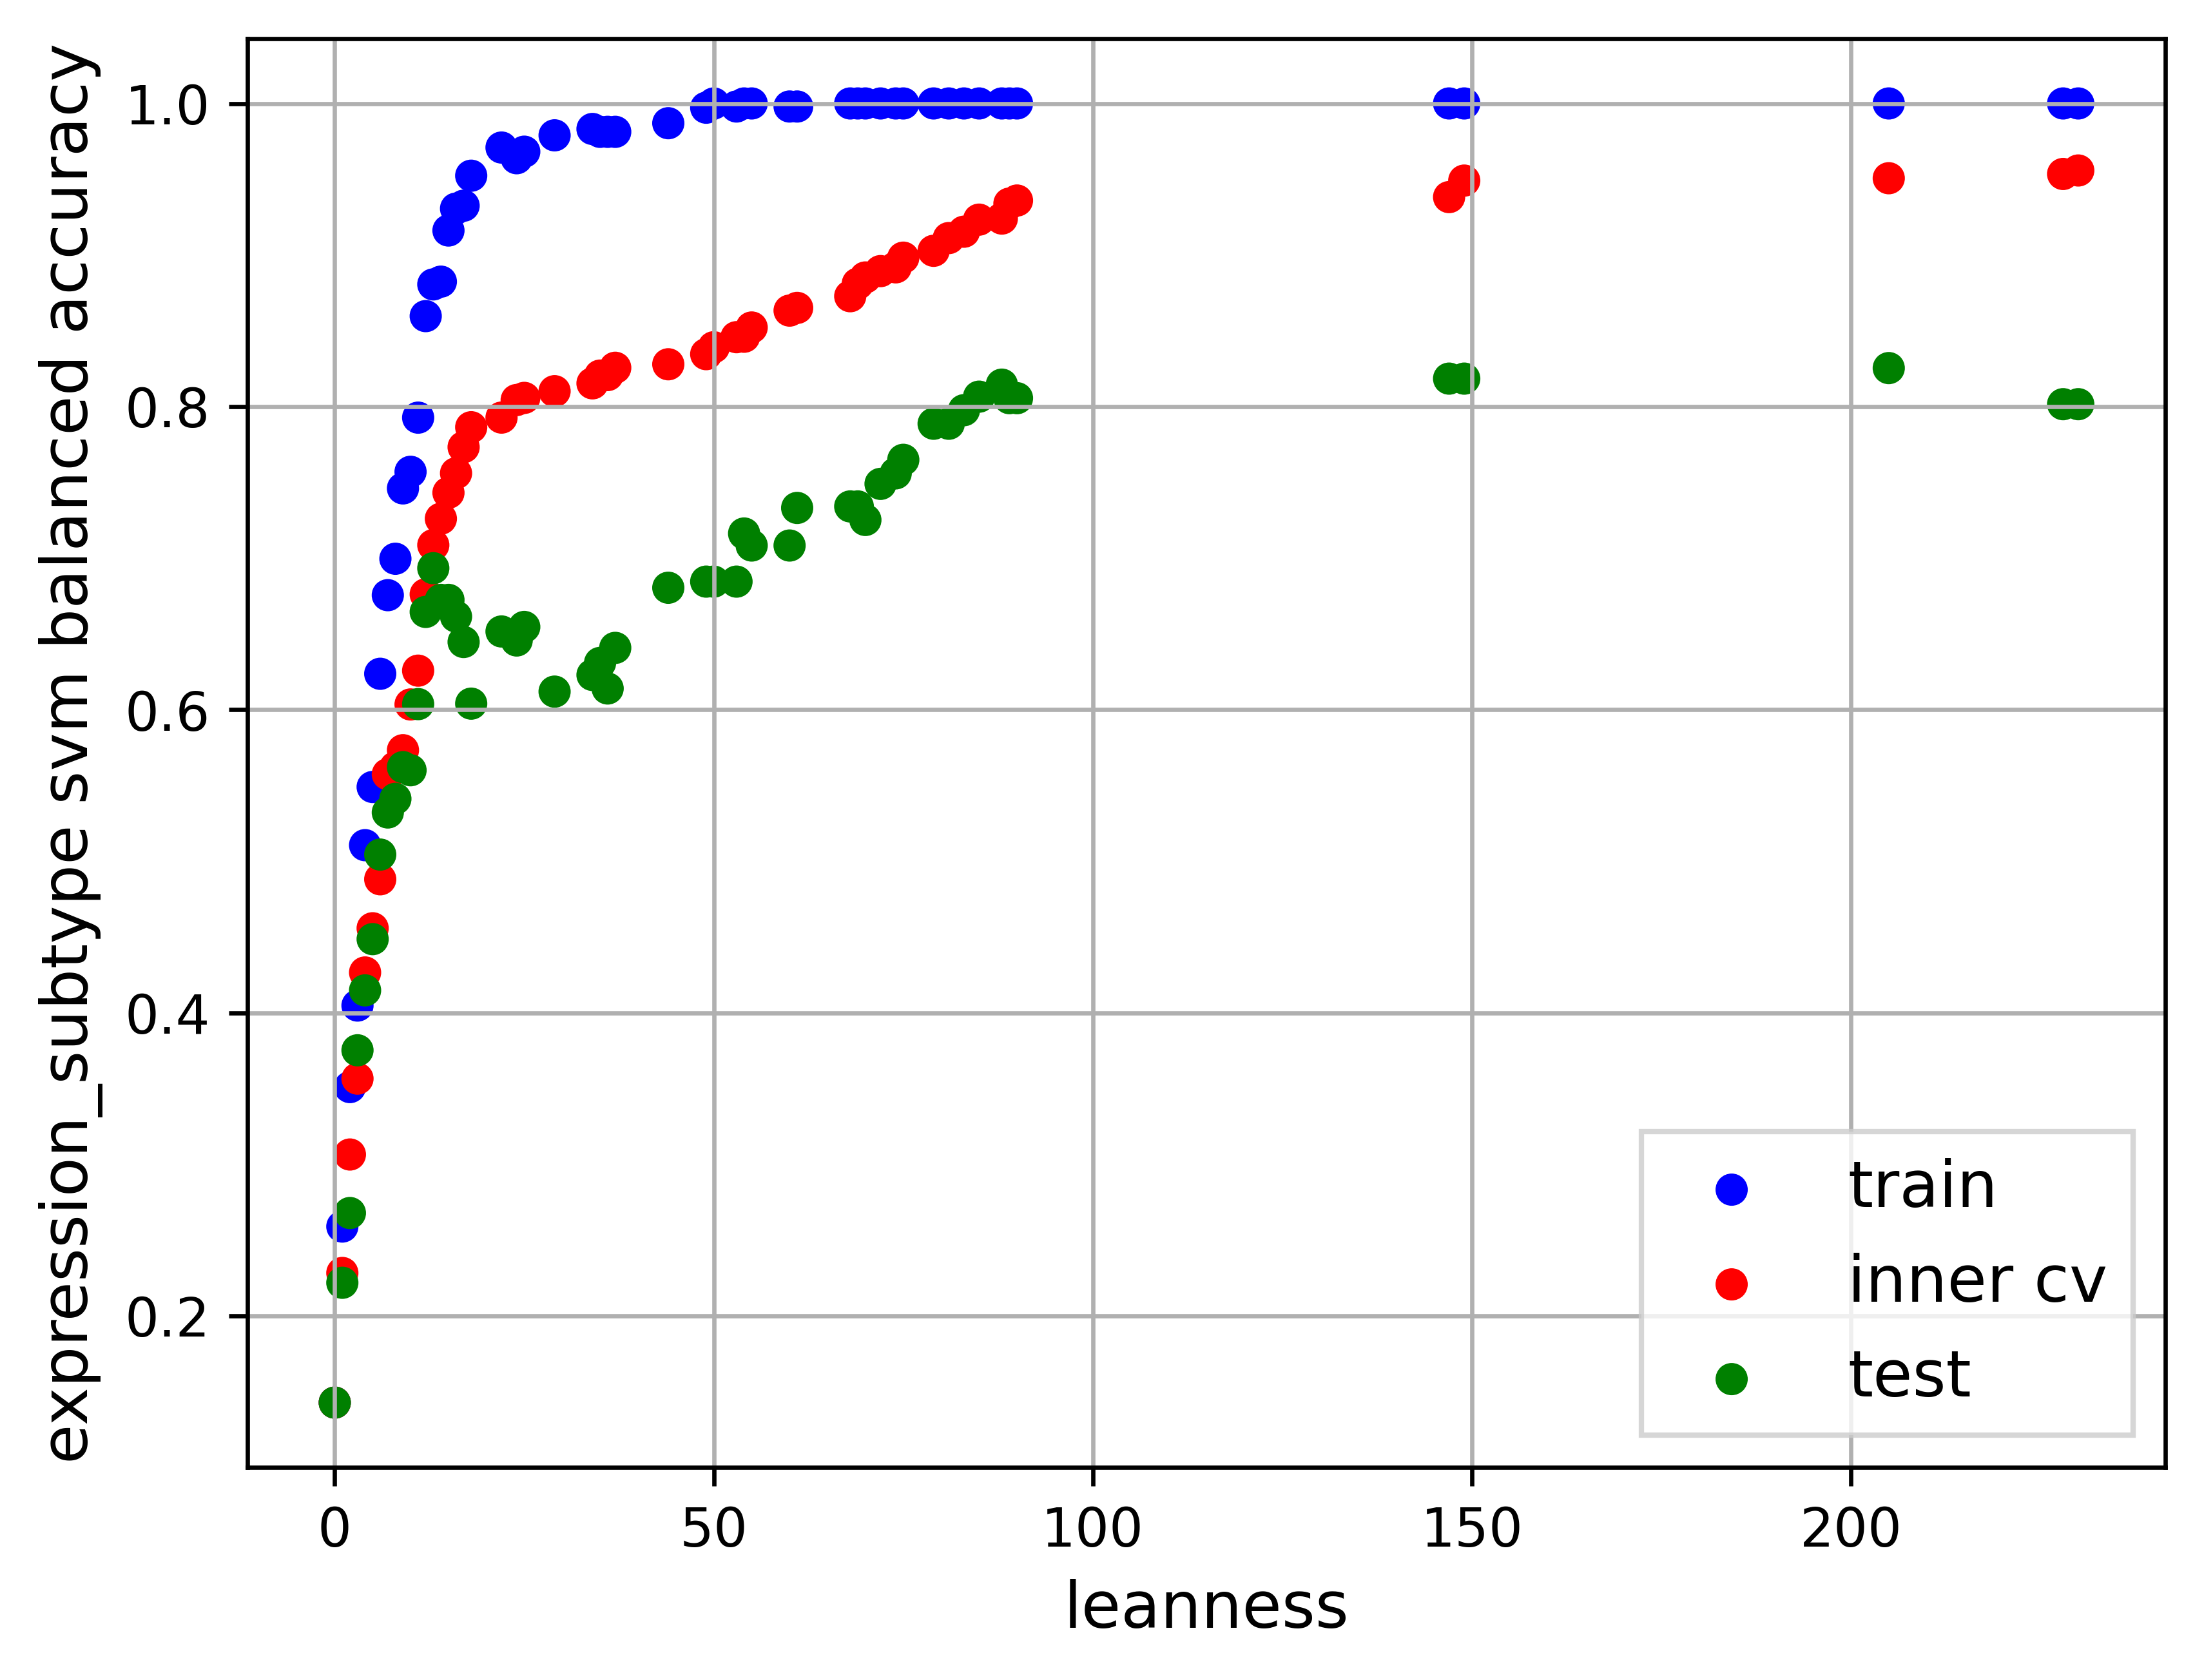 expression_subtype svm balanced accuracy
1.0
0.8
0.6
0.4
0.2
0 50 100 150 200
leanness
train
inner cv
test